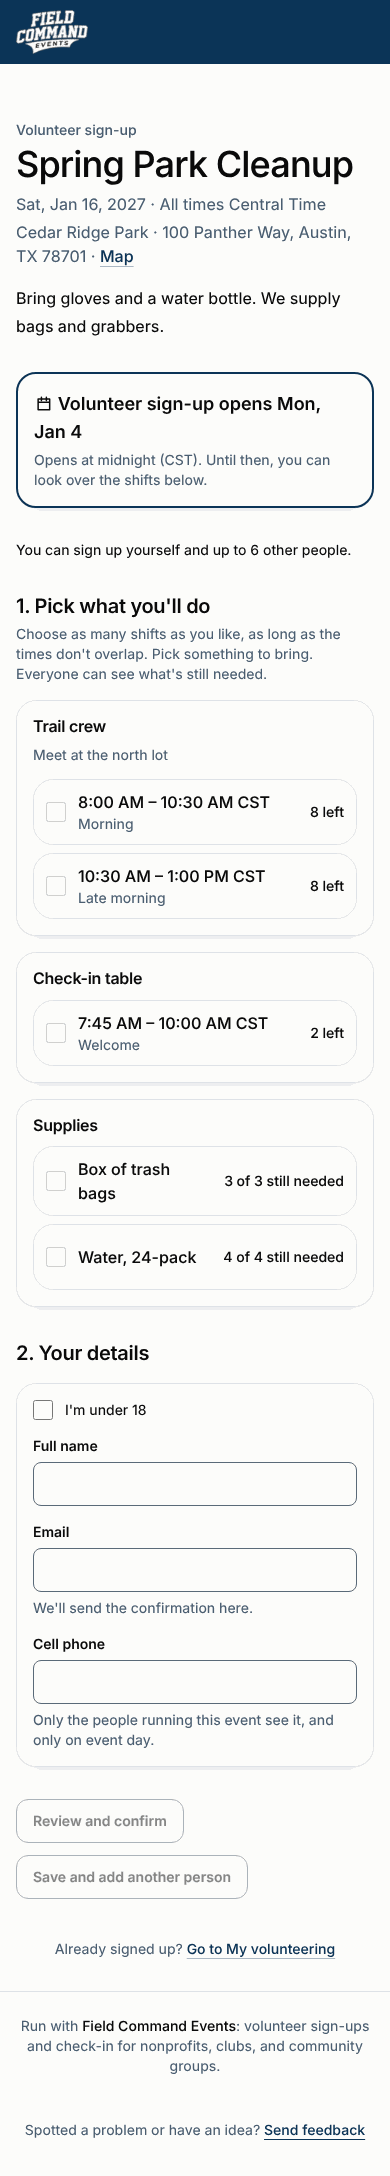 FIELD
COMMAND
EVENTS
Volunteer sign-up
Spring Park Cleanup
Sat, Jan 16, 2027 · All times Central Time
Cedar Ridge Park · 100 Panther Way, Austin,
TX 78701 · Map
Bring gloves and a water bottle. We supply
bags and grabbers.
Volunteer sign-up opens Mon,
Jan 4
Opens at midnight (CST). Until then, you can
look over the shifts below.
You can sign up yourself and up to 6 other people.
1. Pick what you'll do
Choose as many shifts as you like, as long as the
times don't overlap. Pick something to bring.
Everyone can see what's still needed.
Trail crew
Meet at the north lot
8:00 AM – 10:30 AM CST
Morning
8 left
10:30 AM – 1:00 PM CST
Late morning
8 left
Check-in table
7:45 AM – 10:00 AM CST
Welcome
2 left
Supplies
Box of trash
bags
3 of 3 still needed
Water, 24-pack
4 of 4 still needed
2. Your details
I'm under 18
Full name
Email
We'll send the confirmation here.
Cell phone
Only the people running this event see it, and
only on event day.
Review and confirm
Save and add another person
Already signed up? Go to My volunteering
Run with Field Command Events: volunteer sign-ups
and check-in for nonprofits, clubs, and community
groups.
Spotted a problem or have an idea? Send feedback